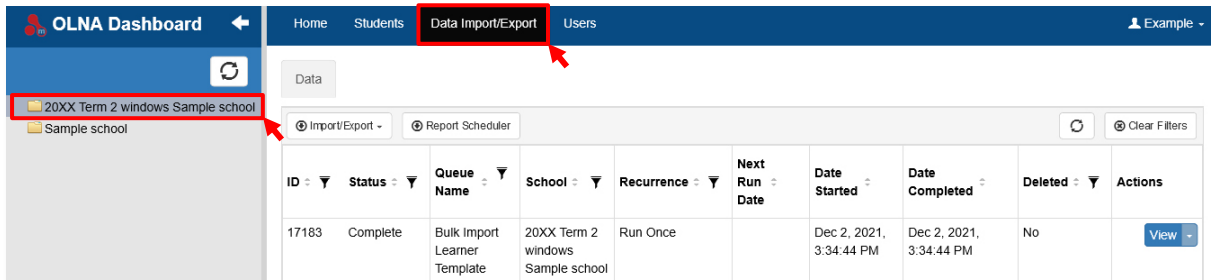 OLNA Dashboard
Home Students Data Import/Export Users
Example
Data
20XX Term 2 windows Sample school
Sample school
Import/Export
Report Scheduler
Clear Filters
ID Status Queue Name School Recurrence Next Run Date Date Started Date Completed Deleted Actions
17183 Complete Bulk Import Learner Template 20XX Term 2 windows Sample school Run Once Dec 2, 2021, 3:34:44 PM Dec 2, 2021, 3:34:44 PM No View